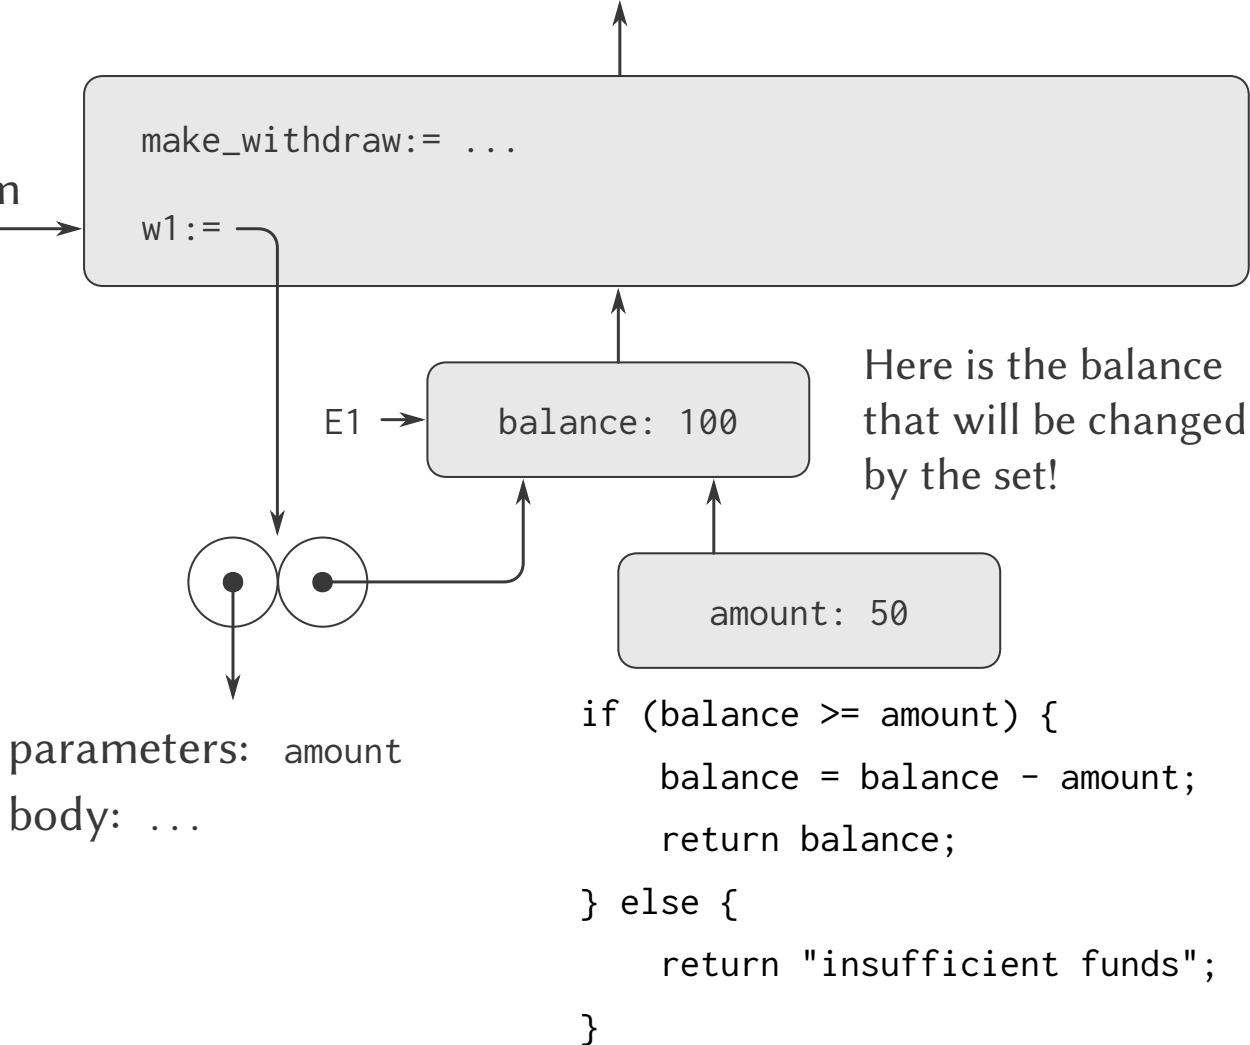 make_withdraw:= ...
m
w1:=
Here is the balance
that will be changed
by the set!
E1
balance: 100
amount: 50
parameters: amount
body: ...
if (balance >= amount) {
    balance = balance - amount;
    return balance;
} else {
    return "insufficient funds";
}